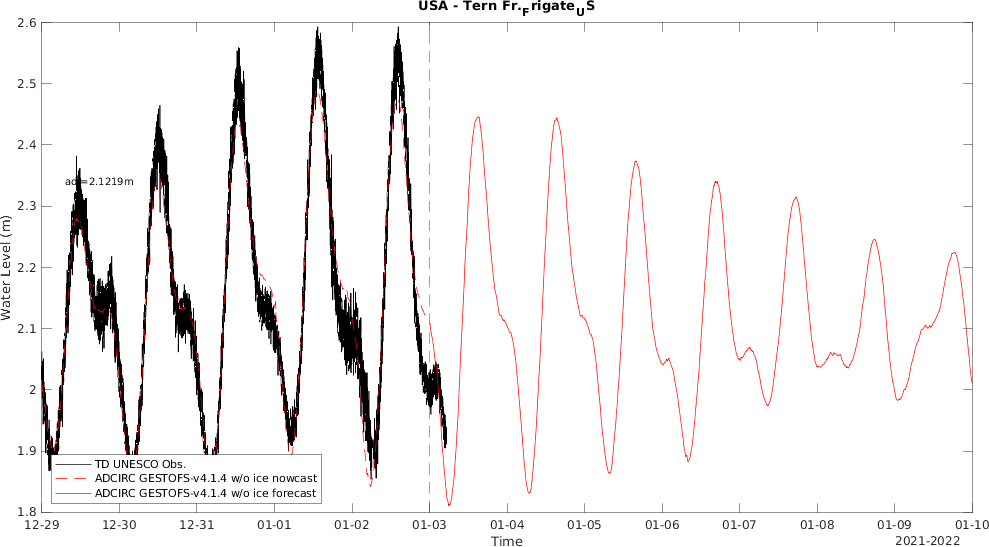 USA - Tern Fr.FrigateUS
2.6
2.5
2.4
2.3
2.2
2.1
2
1.9
1.8
Water Level (m)
=2.1219m
TD UNESCO Obs.
ADCIRC GESTOFS-v4.1.4 w/o ice nowcast
ADCIRC GESTOFS-v4.1.4 w/o ice forecast
12-29 12-30 12-31 01-01 01-02 01-03 01-04 01-05 01-06 01-07 01-08 01-09 01-10
Time
2021-2022